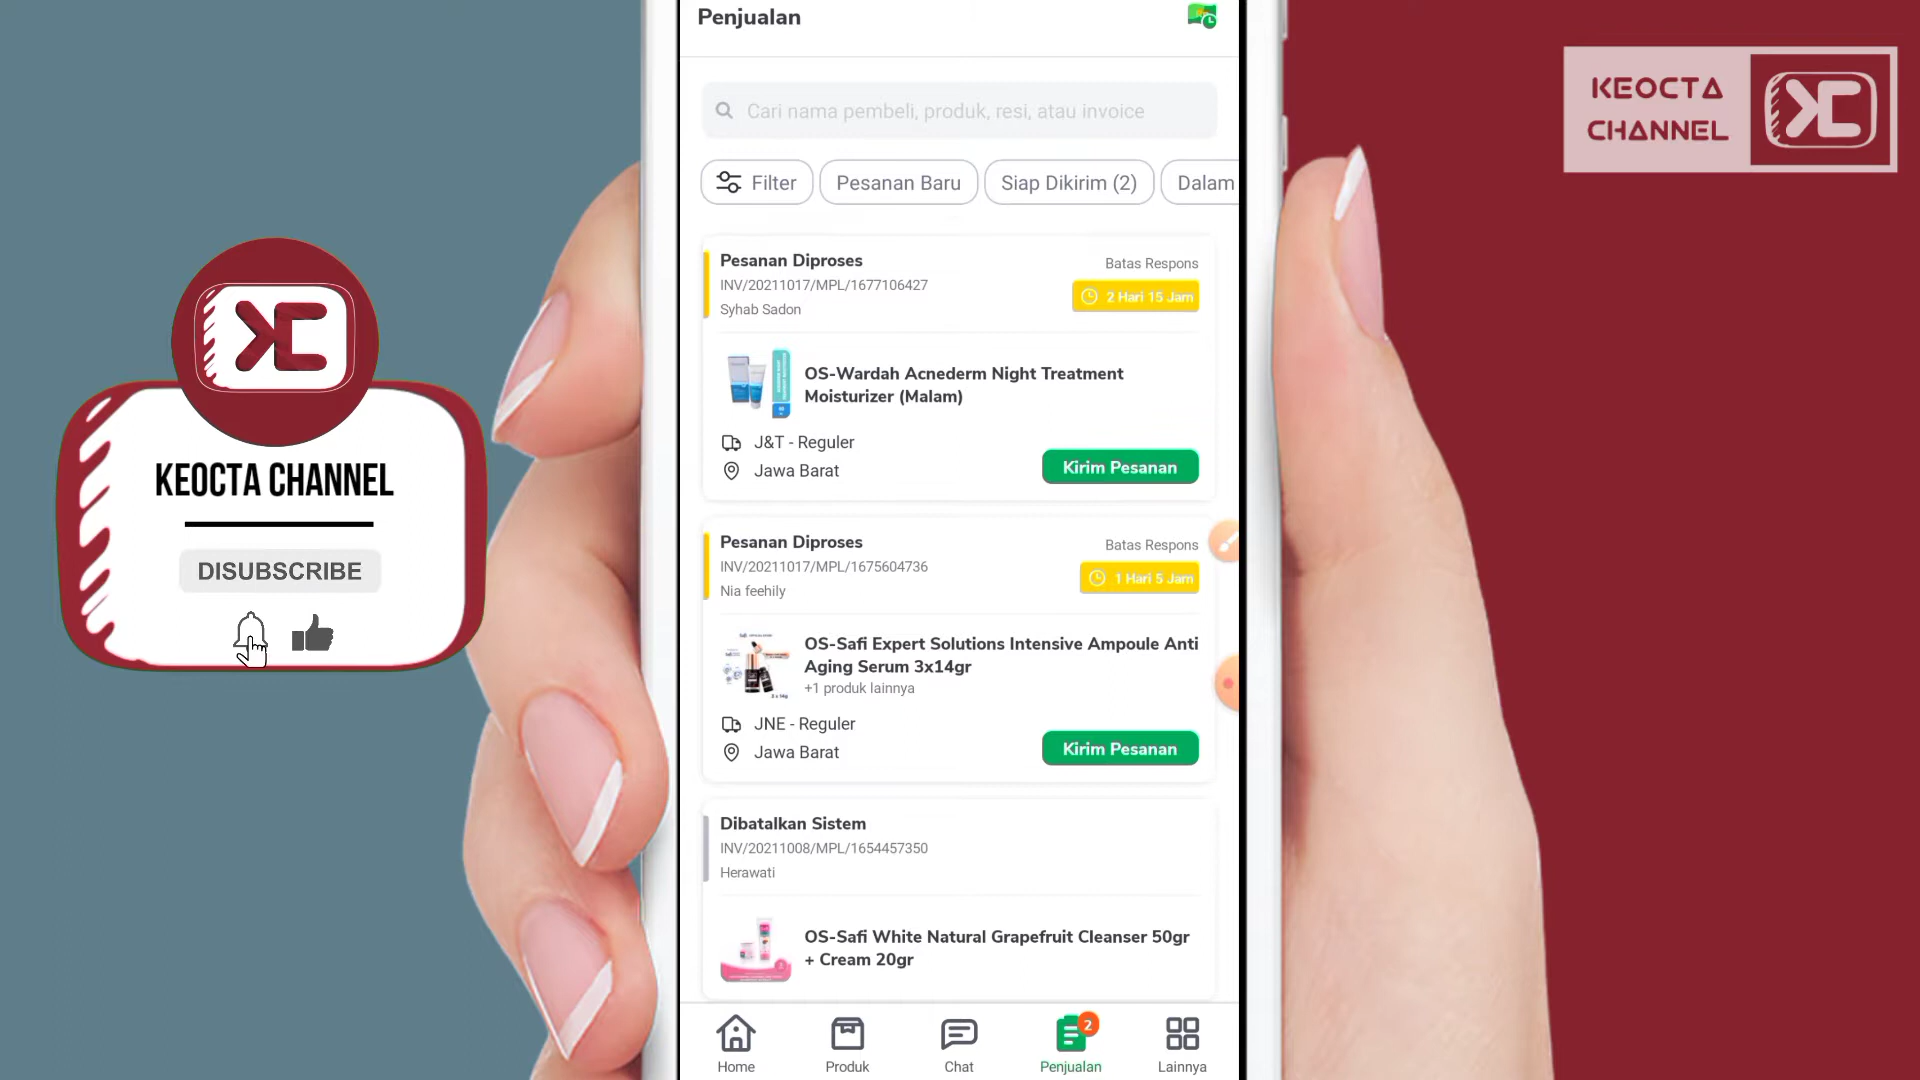 Penjualan
Cari nama pembeli, produk, resi, atau invoice
Filter
Pesanan Baru
Siap Dikirim (2)
Dalam
Pesanan Diproses
Batas Respons
INV/20211017/MPL/1677106427
2 Hari 15 Jam
Syhab Sadon
OS-Wardah Acnederm Night Treatment
Moisturizer (Malam)
J&T - Reguler
Jawa Barat
Kirim Pesanan
Pesanan Diproses
Batas Respons
INV/20211017/MPL/1675604736
1 Hari 5 Jam
Nia feehily
OS-Safi Expert Solutions Intensive Ampoule Anti
Aging Serum 3x14gr
+1 produk lainnya
JNE - Reguler
Jawa Barat
Kirim Pesanan
Dibatalkan Sistem
INV/20211008/MPL/1654457350
Herawati
OS-Safi White Natural Grapefruit Cleanser 50gr
+ Cream 20gr
Home
Produk
Chat
2
Penjualan
Lainnya
KC
KEOCTA CHANNEL
DISUBSCRIBE
KEOCTA
CHANNEL
KC